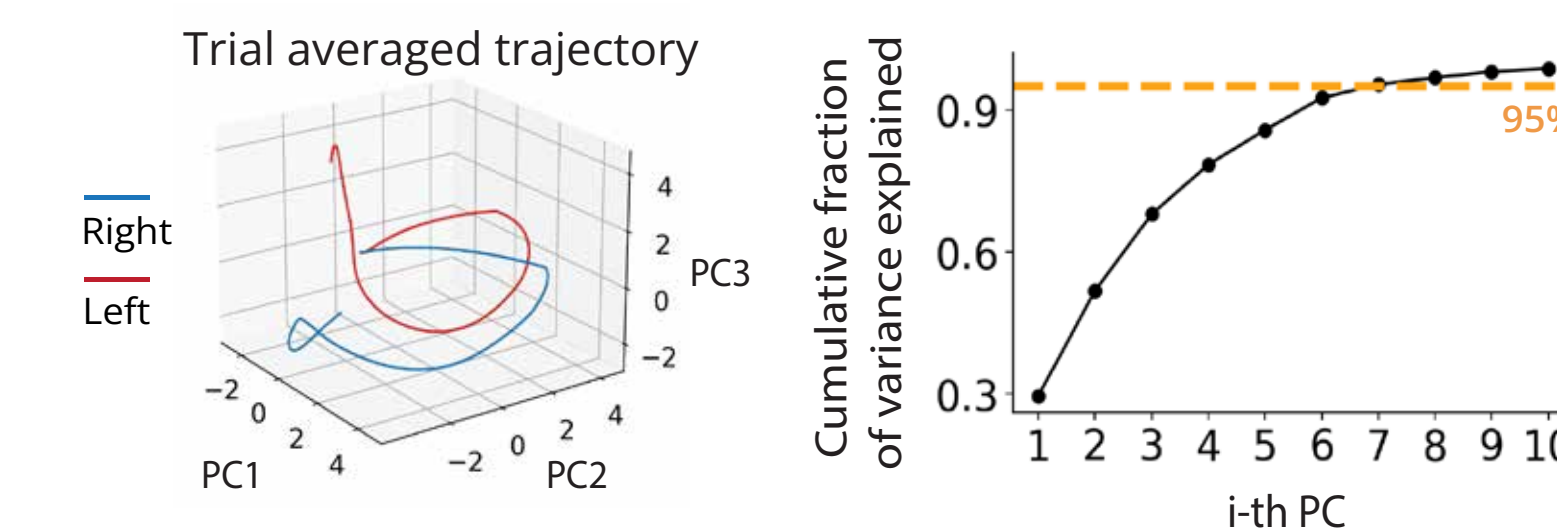 Trial averaged trajectory
Right
Left
4
2
0
−2
PC3
−2
0
2
4
PC1
−2
0
2
4
PC2
Cumulative fraction
of variance explained
0.9
0.6
0.3
95%
1 2 3 4 5 6 7 8 9 10
i-th PC